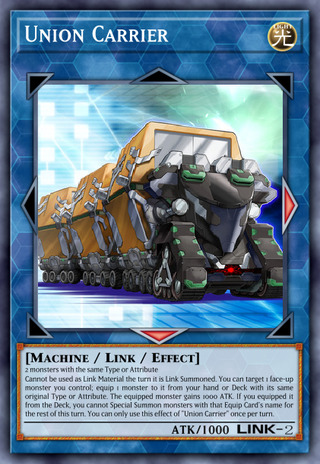 UNION CARRIER
LIGHT
光
[MACHINE / LINK / EFFECT]
2 monsters with the same Type or Attribute
Cannot be used as Link Material the turn it is Link Summoned. You can target 1 face-up
monster you control; equip 1 monster to it from your hand or Deck with its same
original Type or Attribute. The equipped monster gains 1000 ATK. If you equipped it
from the Deck, you cannot Special Summon monsters with that Equip Card's name for
the rest of this turn. You can only use this effect of "Union Carrier" once per turn.
ATK/1000 LINK-2